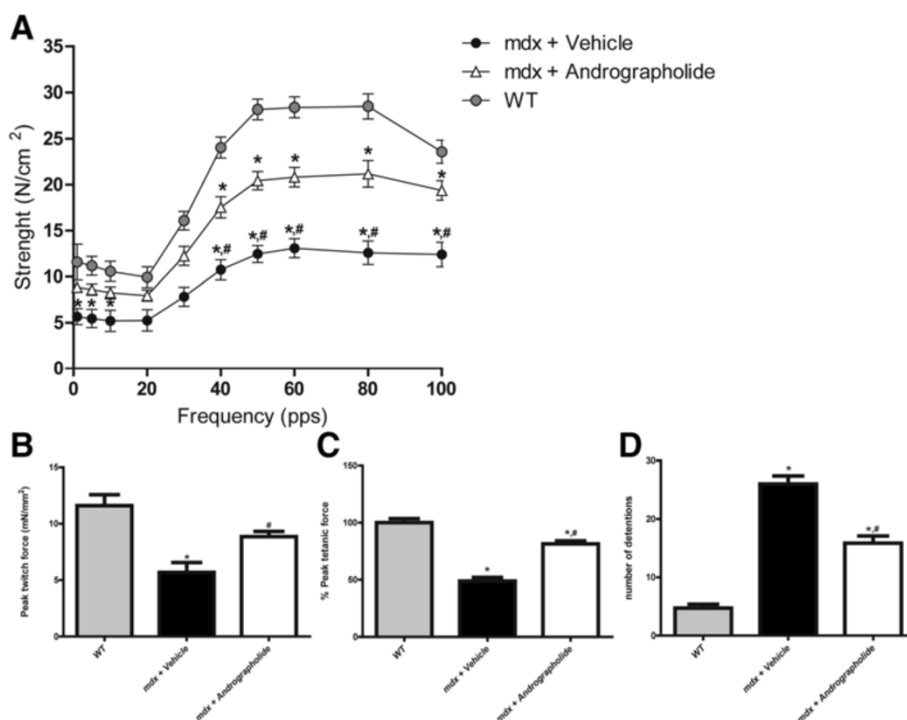 A
mdx + Vehicle
mdx + Andrographolide
WT
Strenght (N/cm²)
35
30
25
20
15
10
5
0
* * * * *
*,# *,# *,# *,# *,#
* * *
0 20 40 60 80 100
Frequency (pps)
B
Peak twitch force (mN/mm²)
15
10
5
0
*
#
WT
mdx + Vehicle
mdx + Andrographolide
C
% Peak tetanic force
150
100
50
0
*
*,#
WT
mdx + Vehicle
mdx + Andrographolide
D
number of detentions
30
20
10
0
*
*,#
WT
mdx + Vehicle
mdx + Andrographolide